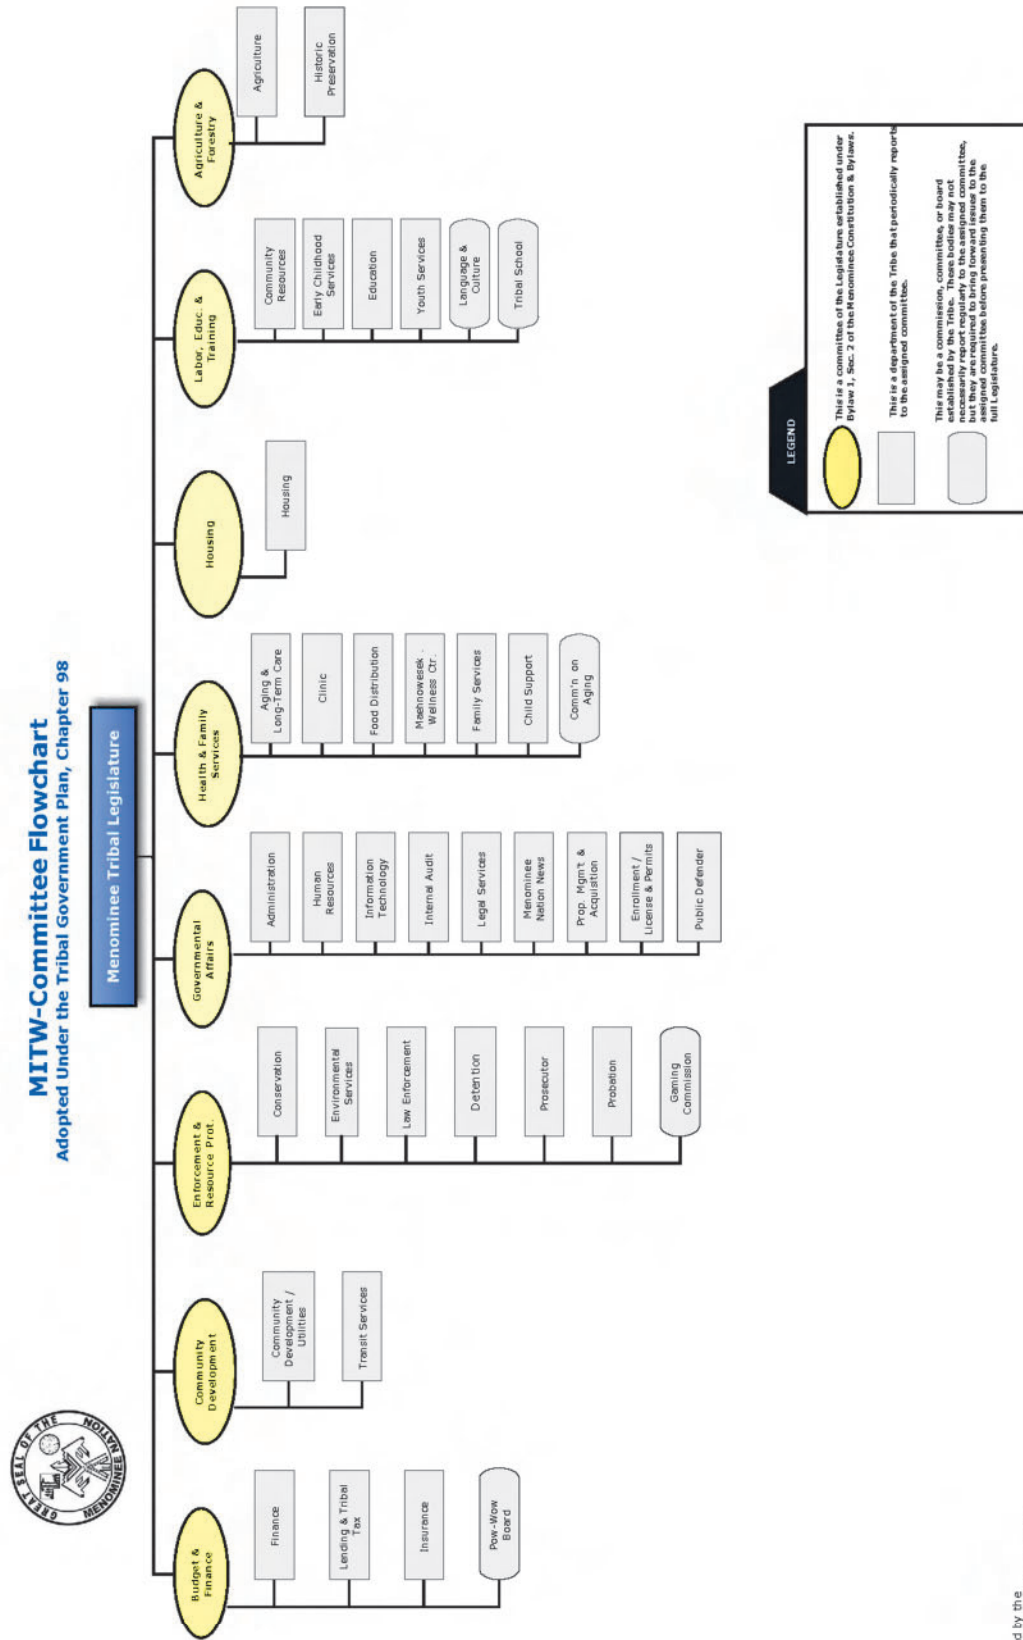 MITW-Committee Flowchart
Adopted Under the Tribal Government Plan, Chapter 98
GREAT SEAL OF THE
MENOMINEE NATION
Menominee Tribal Legislature
Budget &
Finance
Finance
Lending & Tribal
Tax
Insurance
Pow-Wow
Board
Community
Development
Community
Development /
Utilities
Transit Services
Enforcement &
Resource Prot.
Conservation
Environmental
Services
Law Enforcement
Detention
Prosecutor
Probation
Gaming
Commission
Governmental
Affairs
Administration
Human
Resources
Information
Technology
Internal Audit
Legal Services
Menominee
Nation News
Prop. Mgm't &
Acquisition
Enrollment /
License & Permits
Public Defender
Health & Family
Services
Aging &
Long-Term Care
Clinic
Food Distribution
Maehnowesek .
Wellness Ctr.
Family Services
Child Support
Comm'n on
Aging
Housing
Housing
Labor, Educ. &
Training
Community
Resources
Early Childhood
Services
Education
Youth Services
Language &
Culture
Tribal School
Agriculture &
Forestry
Agriculture
Historic
Preservation
LEGEND
This is a committee of the Legislature established under
Bylaw 1, Sec. 2 of the Menominee Constitution & Bylaws.
This is a department of the Tribe that periodically reports
to the assigned committee.
This may be a commission, committee, or board
established by the Tribe. These bodies may not
necessarily report regularly to the assigned committee,
but they are required to bring forward issues to the
assigned committee before presenting them to the
full Legislature.
d by the